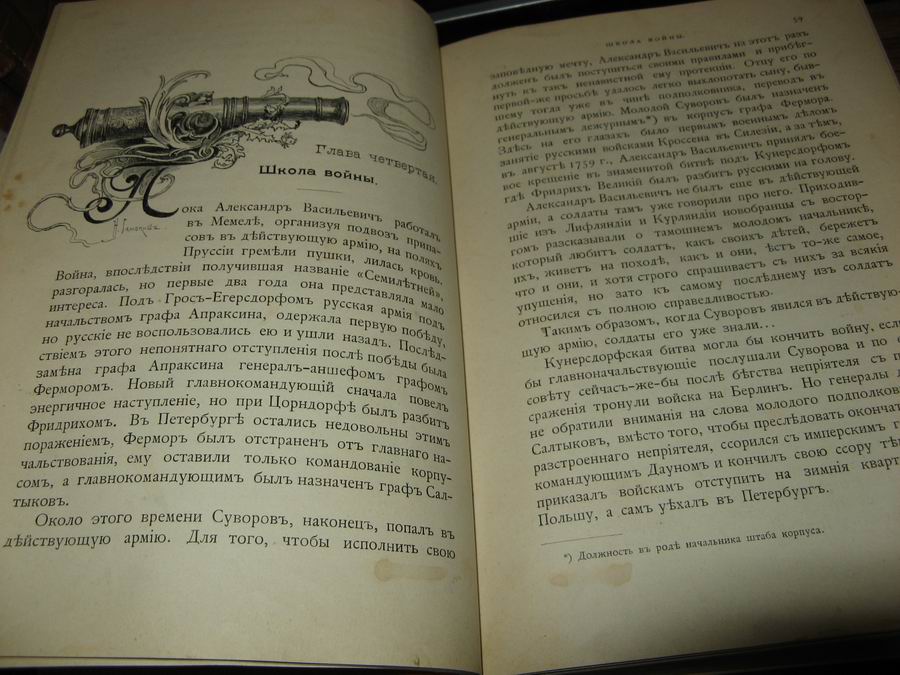 Глава четвертая.
Школа войны.
Пока Александръ Васильевичъ работалъ
въ Мемелѣ, организуя подвозъ припа-
совъ въ дѣйствующую армію, на поляхъ
Пруссіи гремѣли пушки, лилась кровь.
Война, впослѣдствіи получившая названіе «Семилѣтней»,
разгоралась, но первые два года она представляла мало
интереса. Подъ Гросъ-Егерсдорфомъ русская армія подъ
начальствомъ графа Апраксина, одержала первую побѣду,
но русскіе не воспользовались ею и ушли назадъ. Послѣд-
ствіемъ этого непонятнаго отступленія послѣ побѣды была
замѣна графа Апраксина генералъ-аншефомъ графомъ
Ферморомъ. Новый главнокомандующій сначала повелъ
энергичное наступленіе, но при Цорндорфѣ былъ разбитъ
Фридрихомъ. Въ Петербургѣ остались недовольны этимъ
пораженіемъ, Ферморъ былъ отстраненъ отъ главнаго на-
чальствованія, ему оставили только командованіе корпу-
сомъ, а главнокомандующимъ былъ назначенъ графъ Сал-
тыковъ.
Около этого времени Суворовъ, наконецъ, попалъ въ
дѣйствующую армію. Для того, чтобы исполнить свою
59
ШКОЛА ВОЙНЫ.
заповѣдную мечту, Александръ Васильевичъ на этотъ разъ
долженъ былъ поступиться своими правилами и прибѣг-
нуть къ такъ ненавистной ему протекціи. Отцу его по
первой-же просьбѣ удалось легко выхлопотать сыну, быв-
шему тогда уже въ чинѣ подполковника, переводъ въ
дѣйствующую армію. Молодой Суворовъ былъ назначенъ
генеральнымъ дежурнымъ*) въ корпусъ графа Фермора.
Здѣсь на его глазахъ было первымъ военнымъ дѣломъ
занятіе русскими войсками Кроссена въ Силезіи, а за тѣмъ,
въ августѣ 1759 г., Александръ Васильевичъ принялъ бое-
вое крещеніе въ знаменитой битвѣ подъ Кунерсдорфомъ,
гдѣ Фридрихъ Великій былъ разбитъ русскими на голову.
Александръ Васильевичъ не былъ еще въ дѣйствующей
арміи, а солдаты тамъ уже говорили про него. Приходив-
шіе изъ Лифляндіи и Курляндіи новобранцы съ востор-
гомъ разсказывали о тамошнемъ молодомъ начальникѣ,
который любитъ солдатъ, какъ своихъ дѣтей, бережетъ
ихъ, живетъ на походѣ, какъ и они, ѣстъ то-же самое,
что и они, и хотя строго спрашиваетъ съ нихъ за всякія
упущенія, но зато къ самому послѣднему изъ солдатъ
относится съ полною справедливостью.
Такимъ образомъ, когда Суворовъ явился въ дѣйствую-
щую армію, солдаты его уже знали...
Кунерсдорфская битва могла бы кончить войну, если
бы главноначальствующіе послушали Суворова и по
совѣту сейчасъ-же-бы послѣ бѣгства непріятеля съ п
сраженія тронули войска на Берлинъ. Но генералы
не обратили вниманія на слова молодого подполков
Салтыковъ, вмѣсто того, чтобы преслѣдовать окончат
разстроеннаго непріятеля, ссорился съ имперскимъ г
командующимъ Дауномъ и кончилъ свою ссору тѣ
приказалъ войскамъ отступить на зимнія кварт
Польшу, а самъ уѣхалъ въ Петербургъ.
*) Должность въ родѣ начальника штаба корпуса.